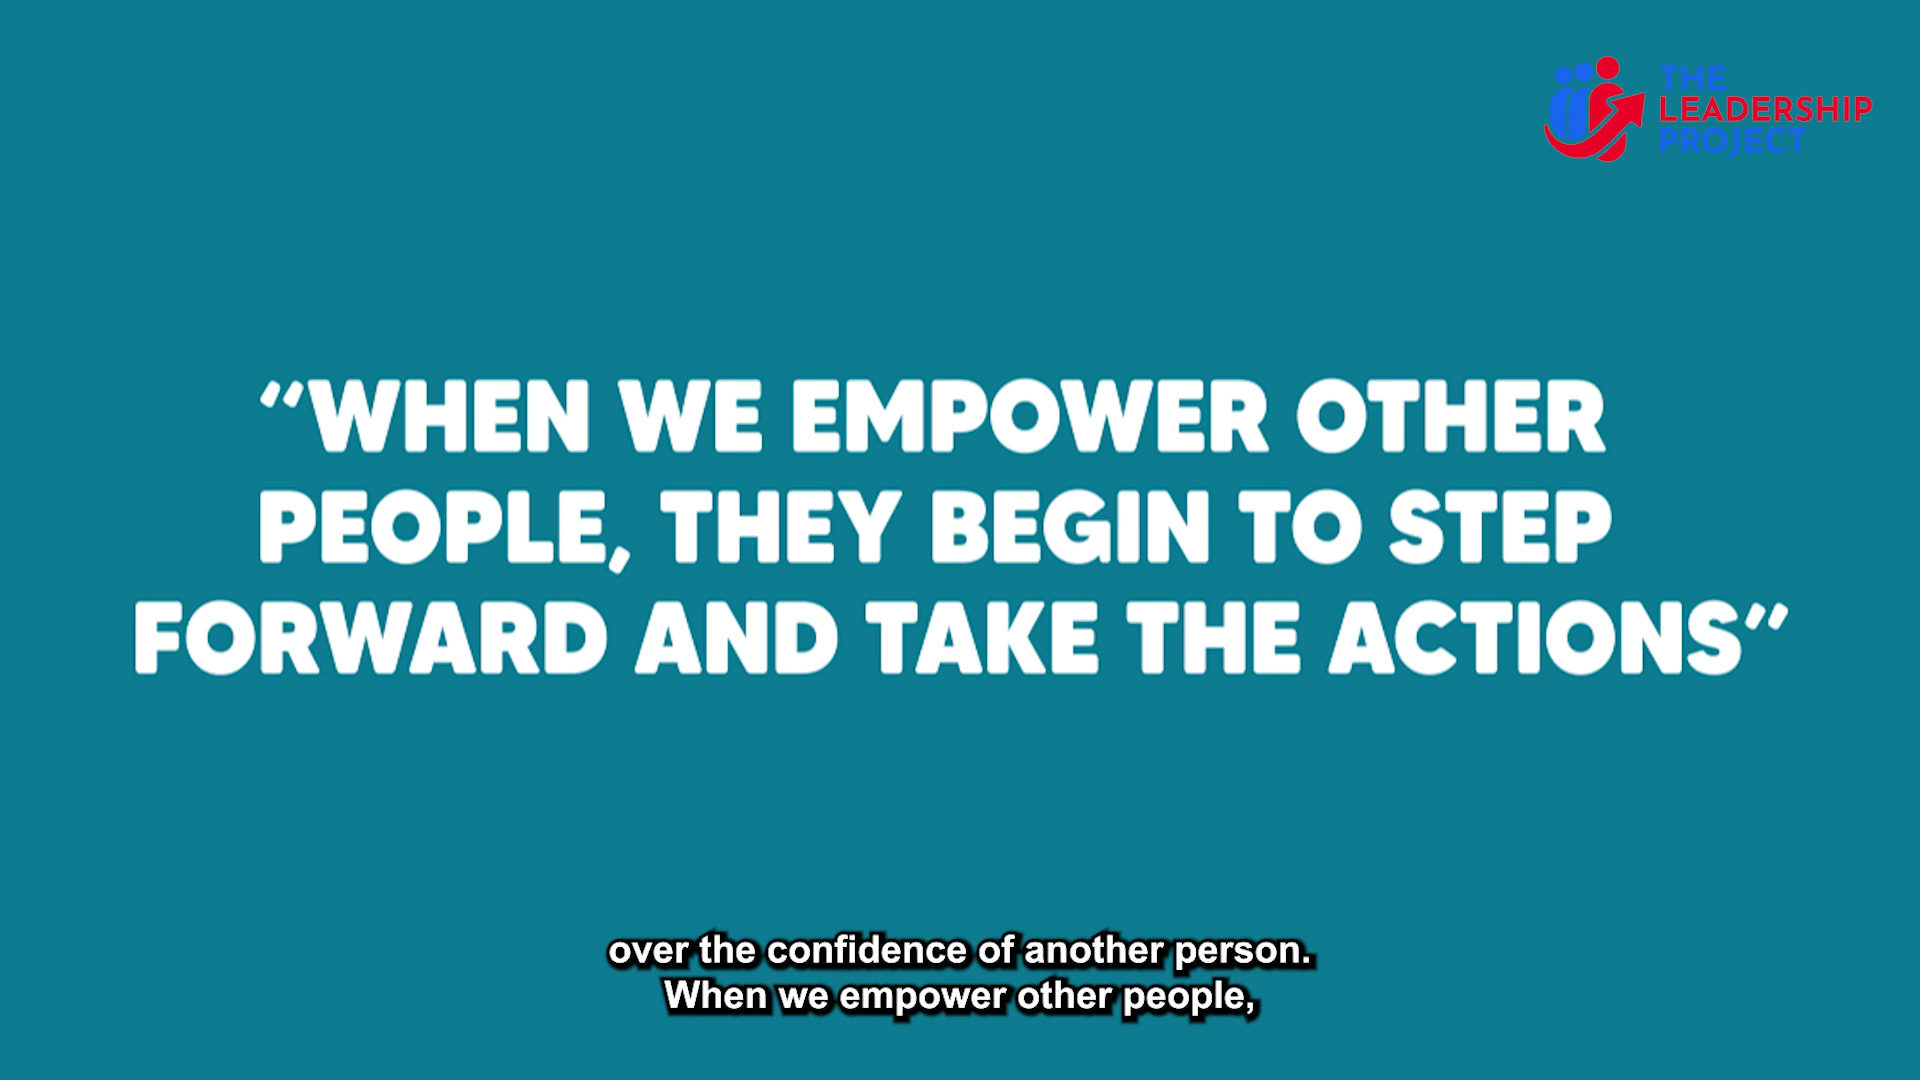 THE
LEADERSHIP
PROJECT
“WHEN WE EMPOWER OTHER
PEOPLE, THEY BEGIN TO STEP
FORWARD AND TAKE THE ACTIONS”
over the confidence of another person.
When we empower other people,